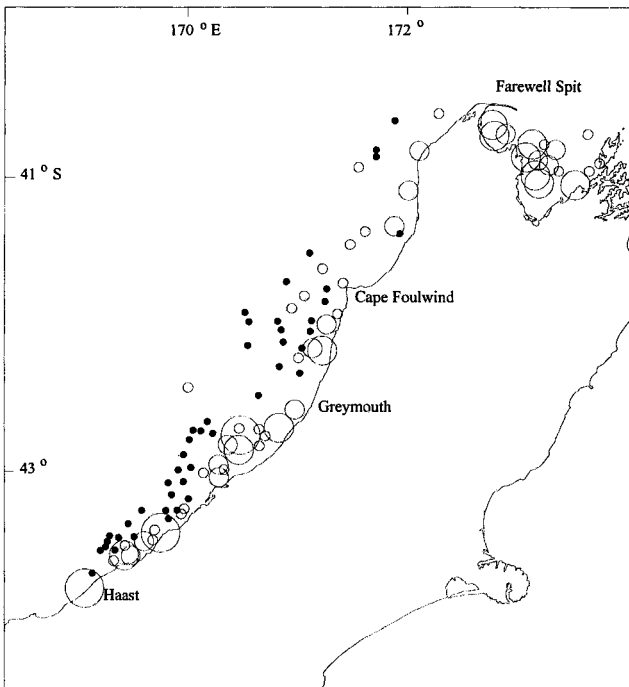 170 ° E
172 °
Farewell Spit
41 ° S
Cape Foulwind
Greymouth
43 °
Haast